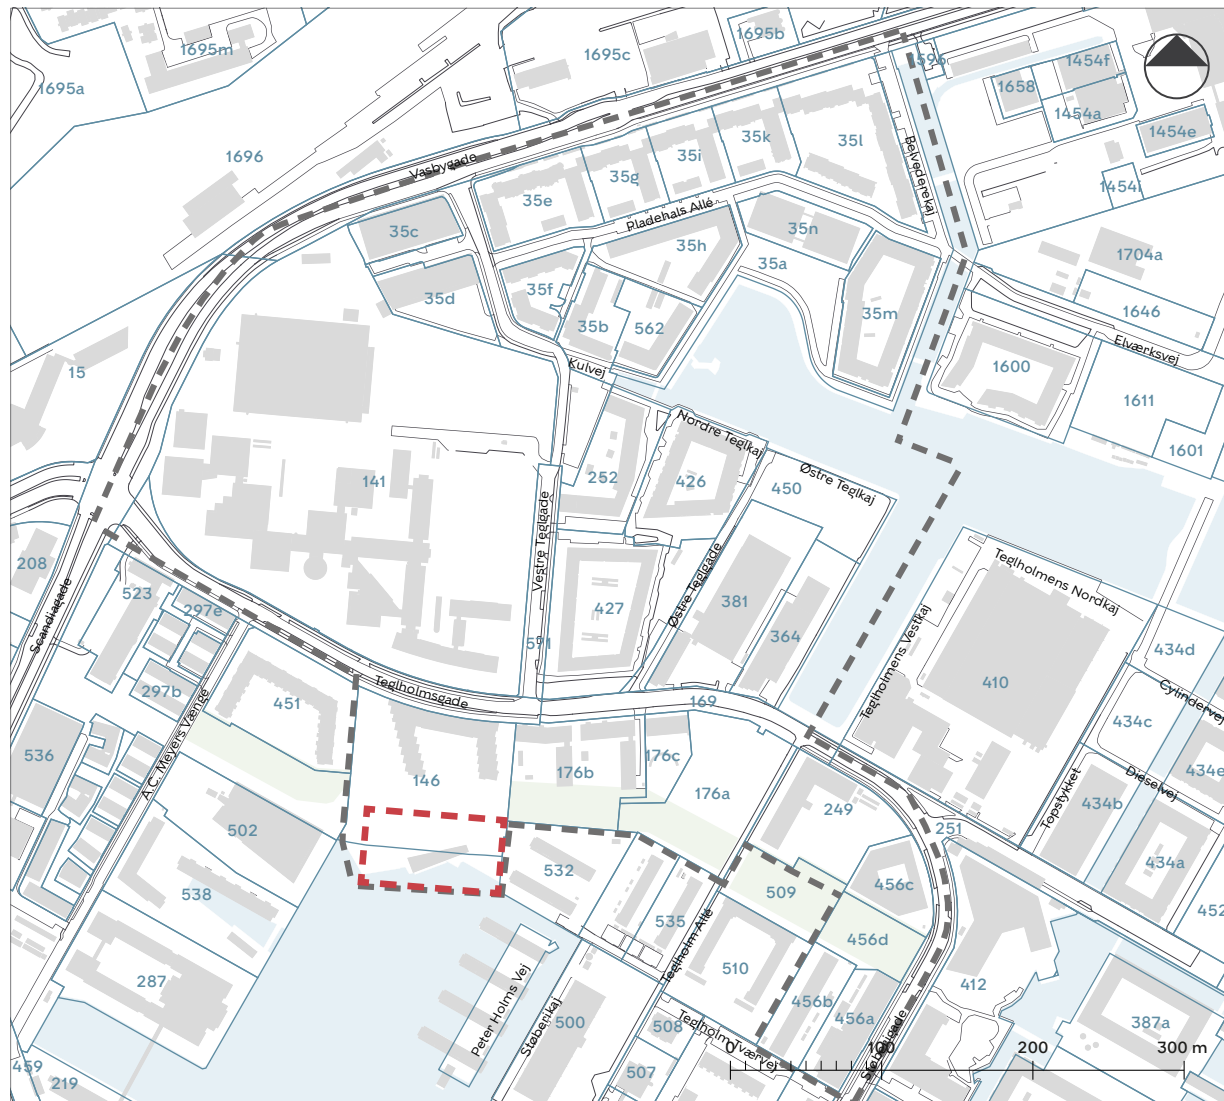 1695m
1695b
1695c
1695a
1596
1658
1454f
1454a
1454e
1454i
1696
Vasbygade
35e
35g
35i
35k
35l
Belvederekaj
35c
35d
35f
Pladehals Allé
35h
35n
35a
35b
562
35m
1704a
1646
Elværksvej
1600
1611
1601
15
Kulvej
Nordre Teglkaj
Østre Teglkaj
141
252
426
450
Vestre Teglgade
Østre Teglgade
427
381
364
208
523
297e
297b
Scandiagade
A.C. Meyers Vænge
451
Teglholmsgade
169
Teglholmens Nordkaj
Teglholmens Vestkaj
410
434d
434c
Cylindervej
434e
Dieselvej
434b
Topstykket
434a
452
536
146
176b
176c
176a
249
251
502
538
532
535
509
456c
456d
Teglholm Allé
510
456b
456a
412
287
Peter Holms Vej
Støberikaj
500
508
Teglholm Tværvej
507
Støberigade
387a
459
219
0
100
200
300 m